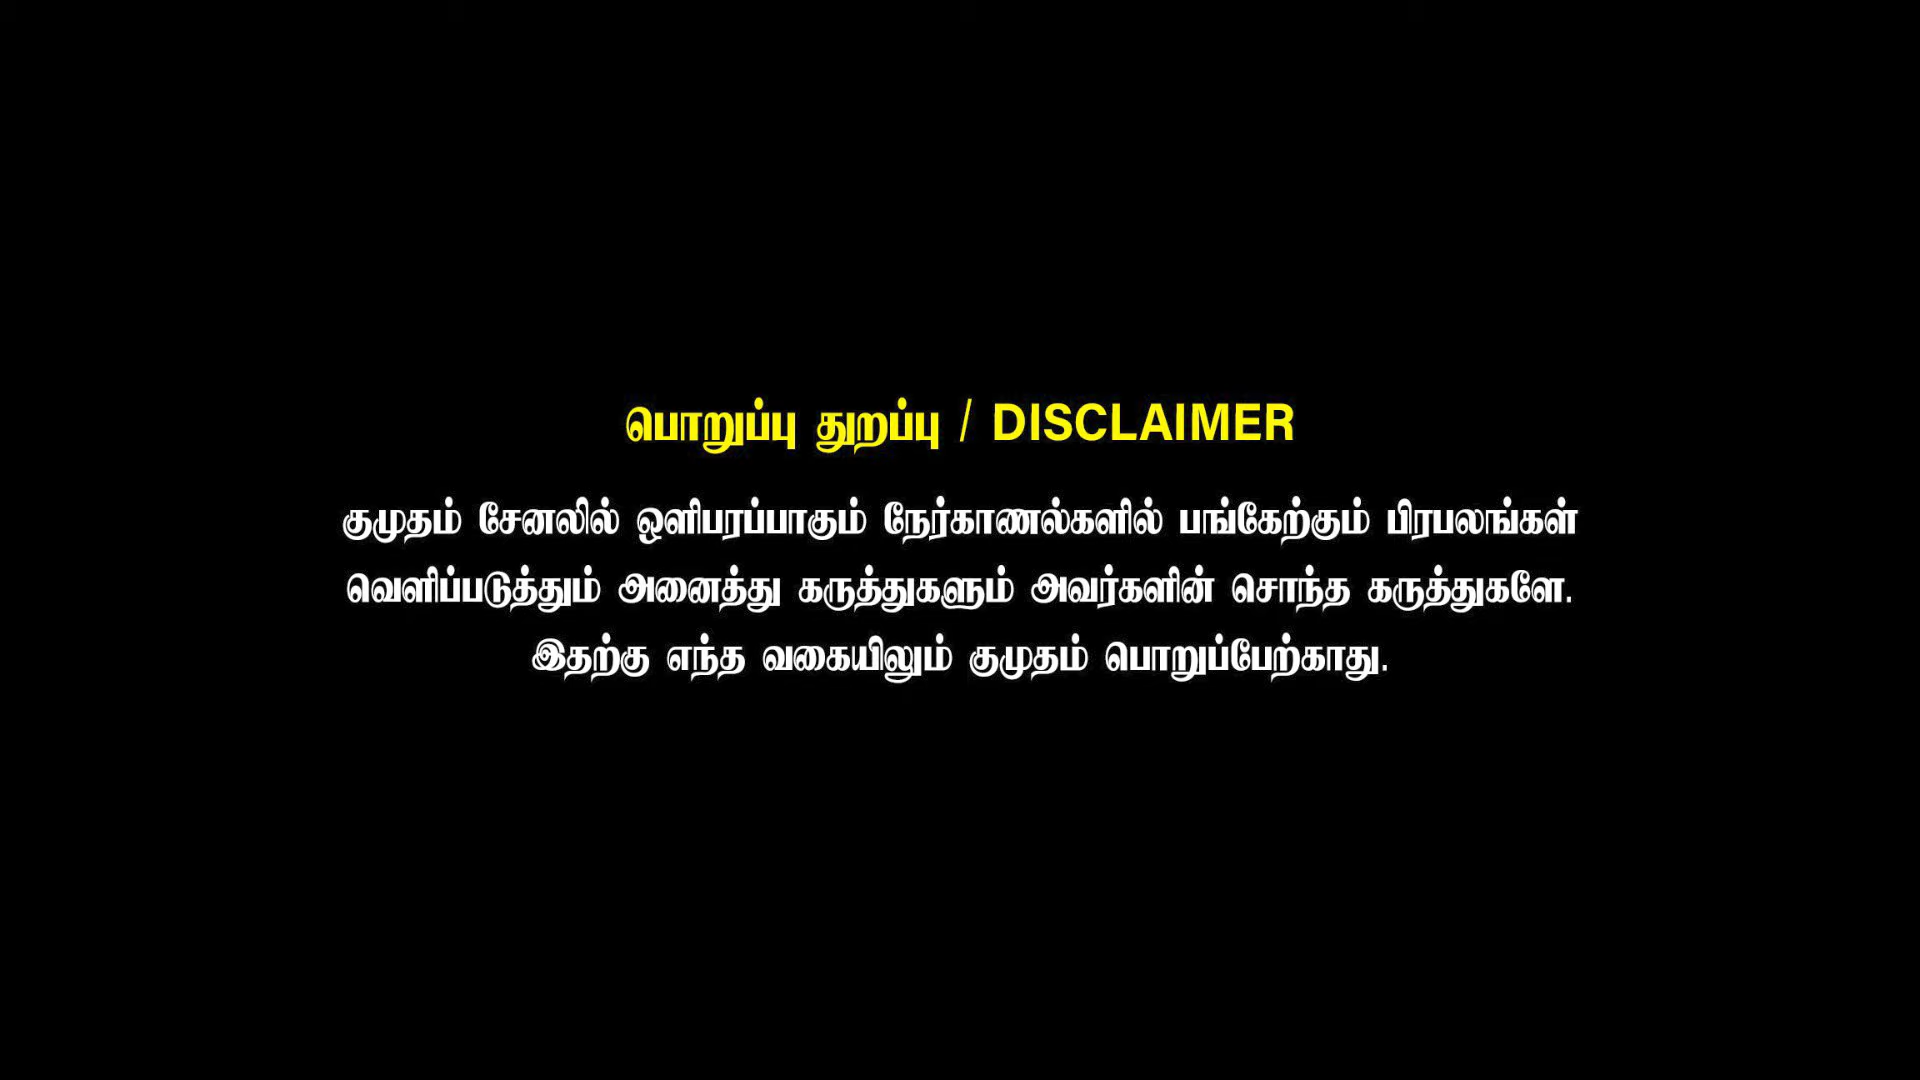 பொறுப்பு துறப்பு / DISCLAIMER
குமுதம் சேனலில் ஒளிபரப்பாகும் நேர்காணல்களில் பங்கேற்கும் பிரபலங்கள்
வெளிப்படுத்தும் அனைத்து கருத்துகளும் அவர்களின் சொந்த கருத்துகளே.
இதற்கு எந்த வகையிலும் குமுதம் பொறுப்பேற்காது.